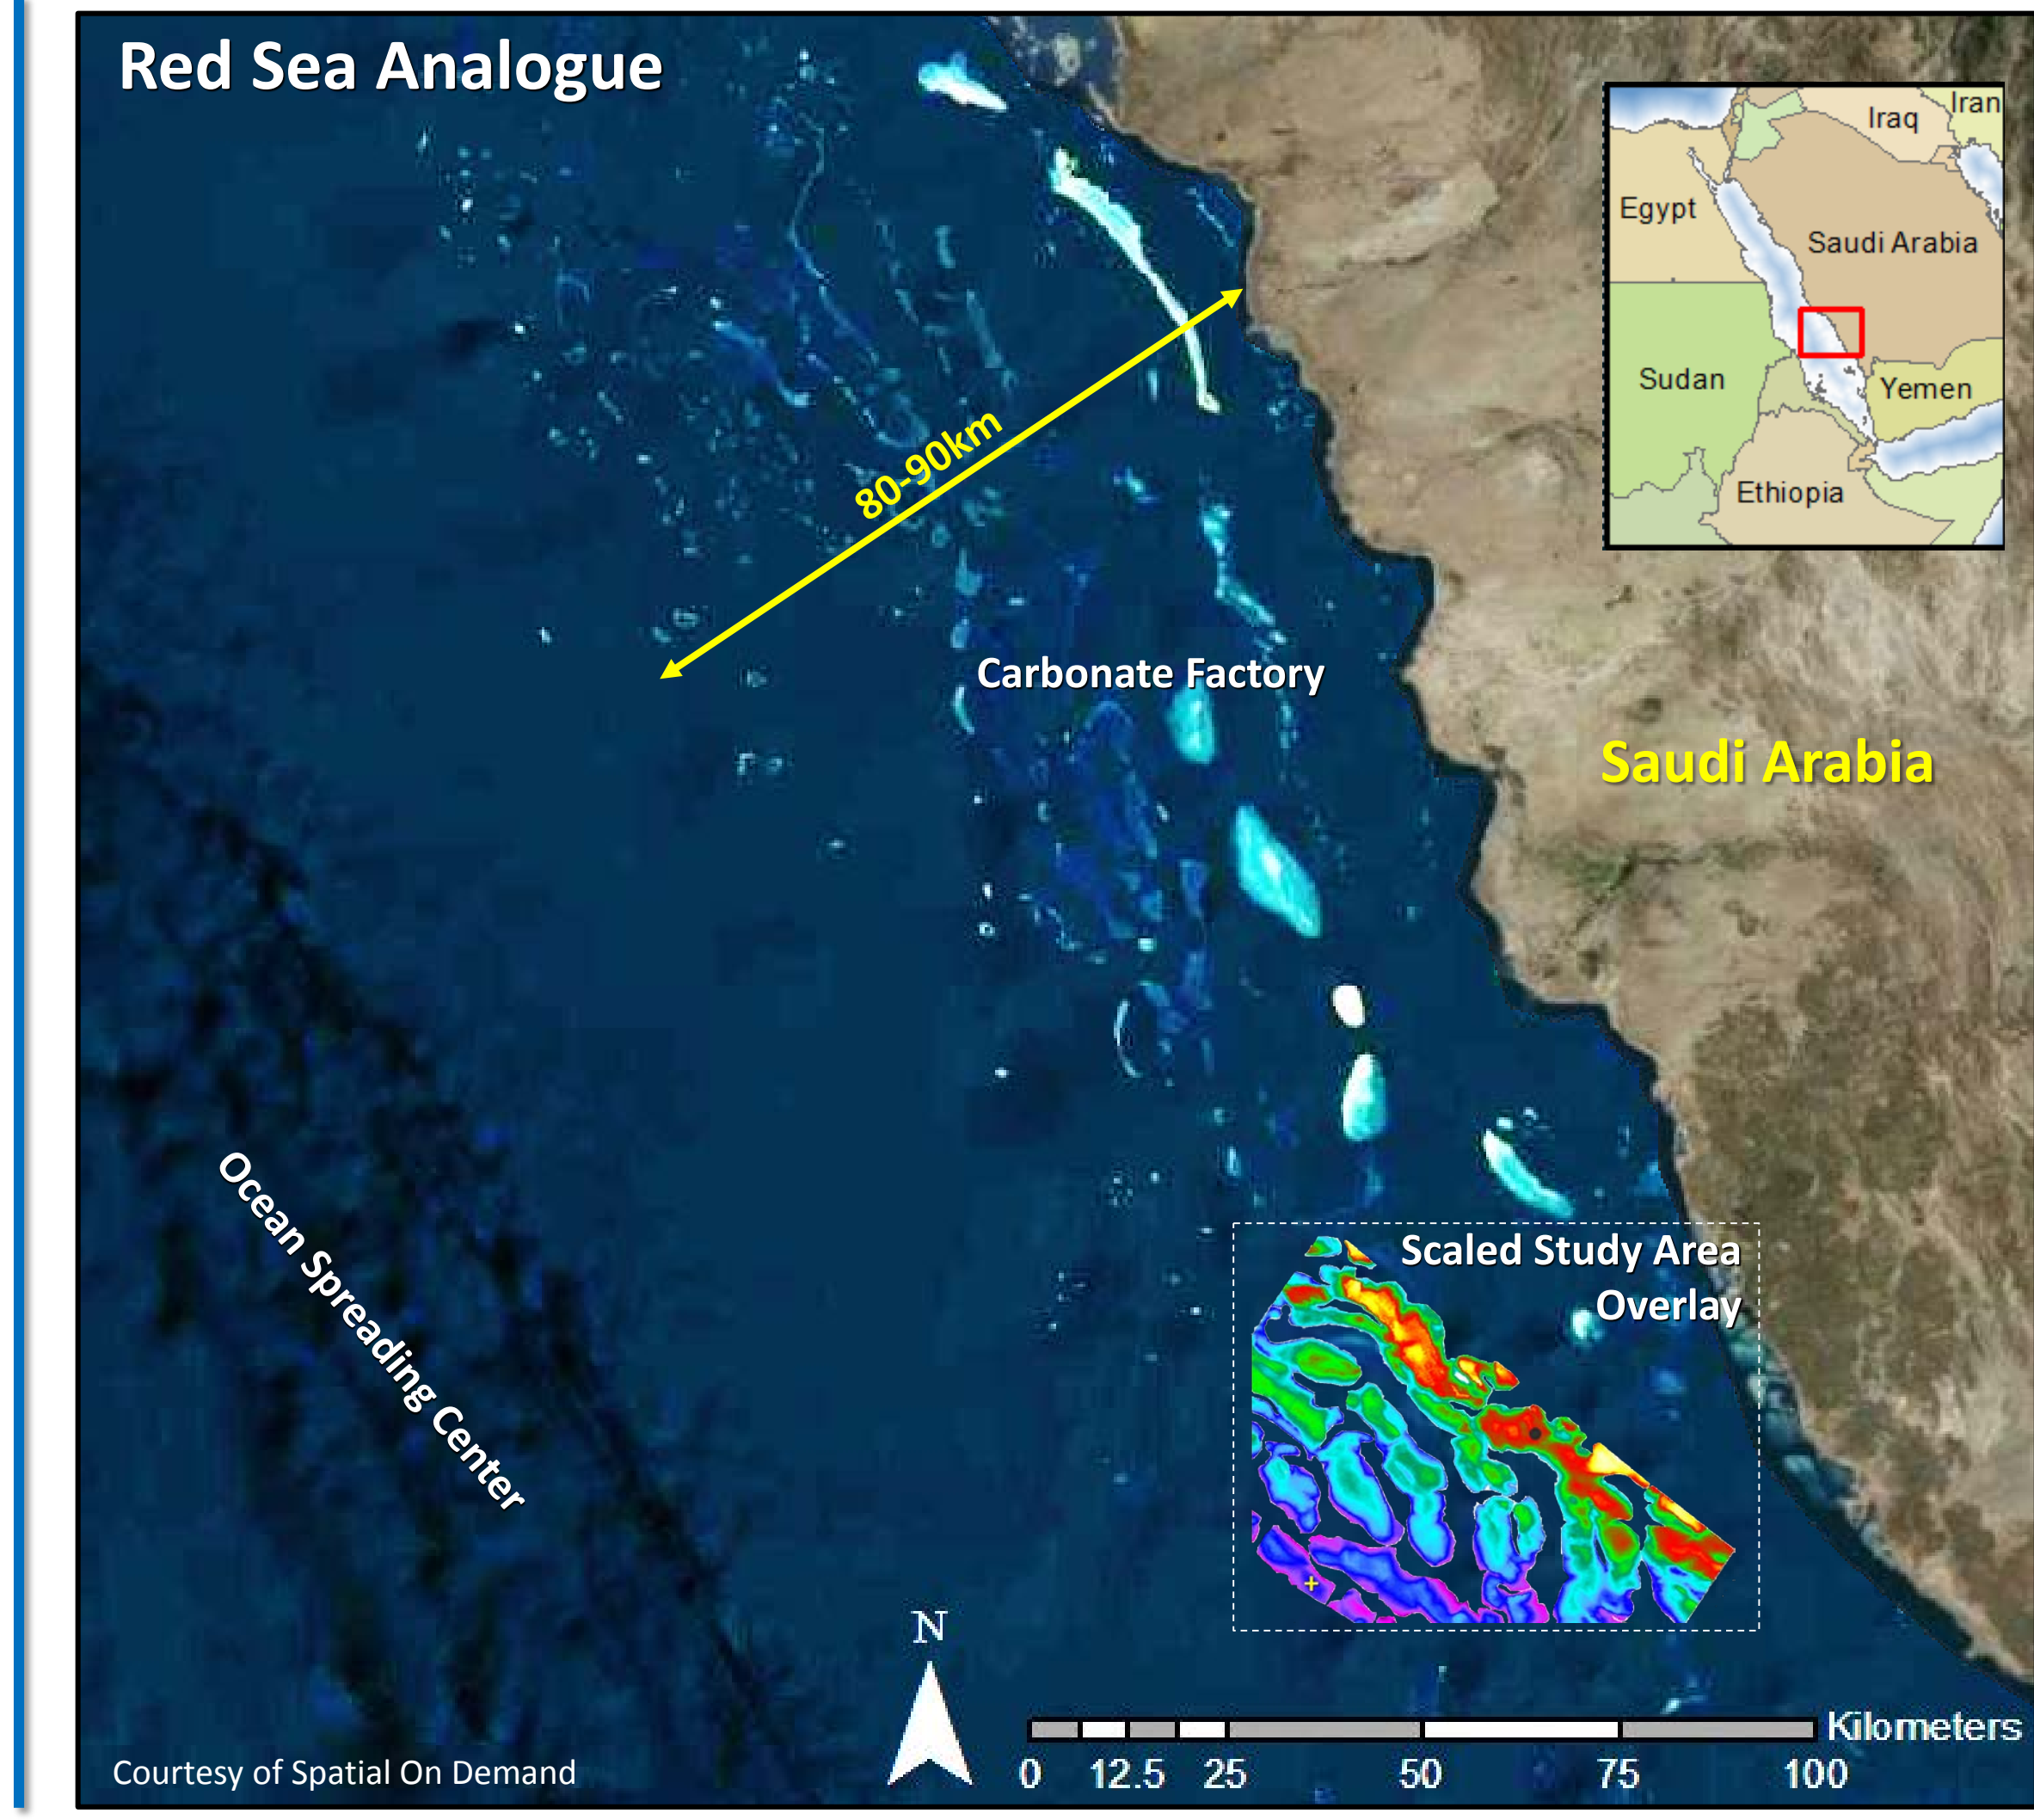 Red Sea Analogue
Iran
Iraq
Egypt
Saudi Arabia
Sudan
Yemen
Ethiopia
80-90km
Carbonate Factory
Saudi Arabia
Ocean Spreading Center
Scaled Study Area
Overlay
N
Kilometers
0 12.5 25 50 75 100
Courtesy of Spatial On Demand